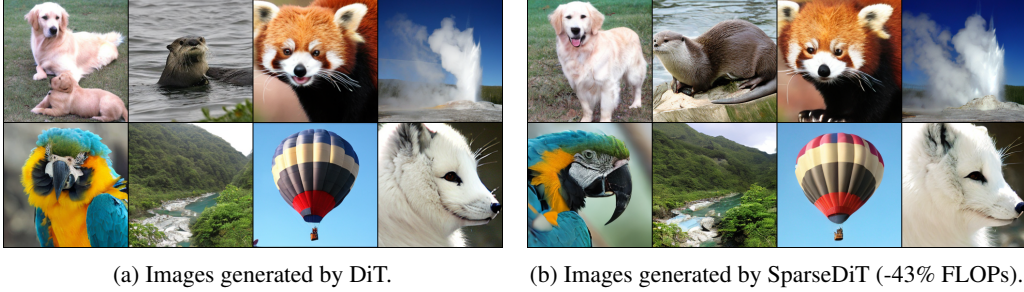 (a) Images generated by DiT.
(b) Images generated by SparseDiT (-43% FLOPs).